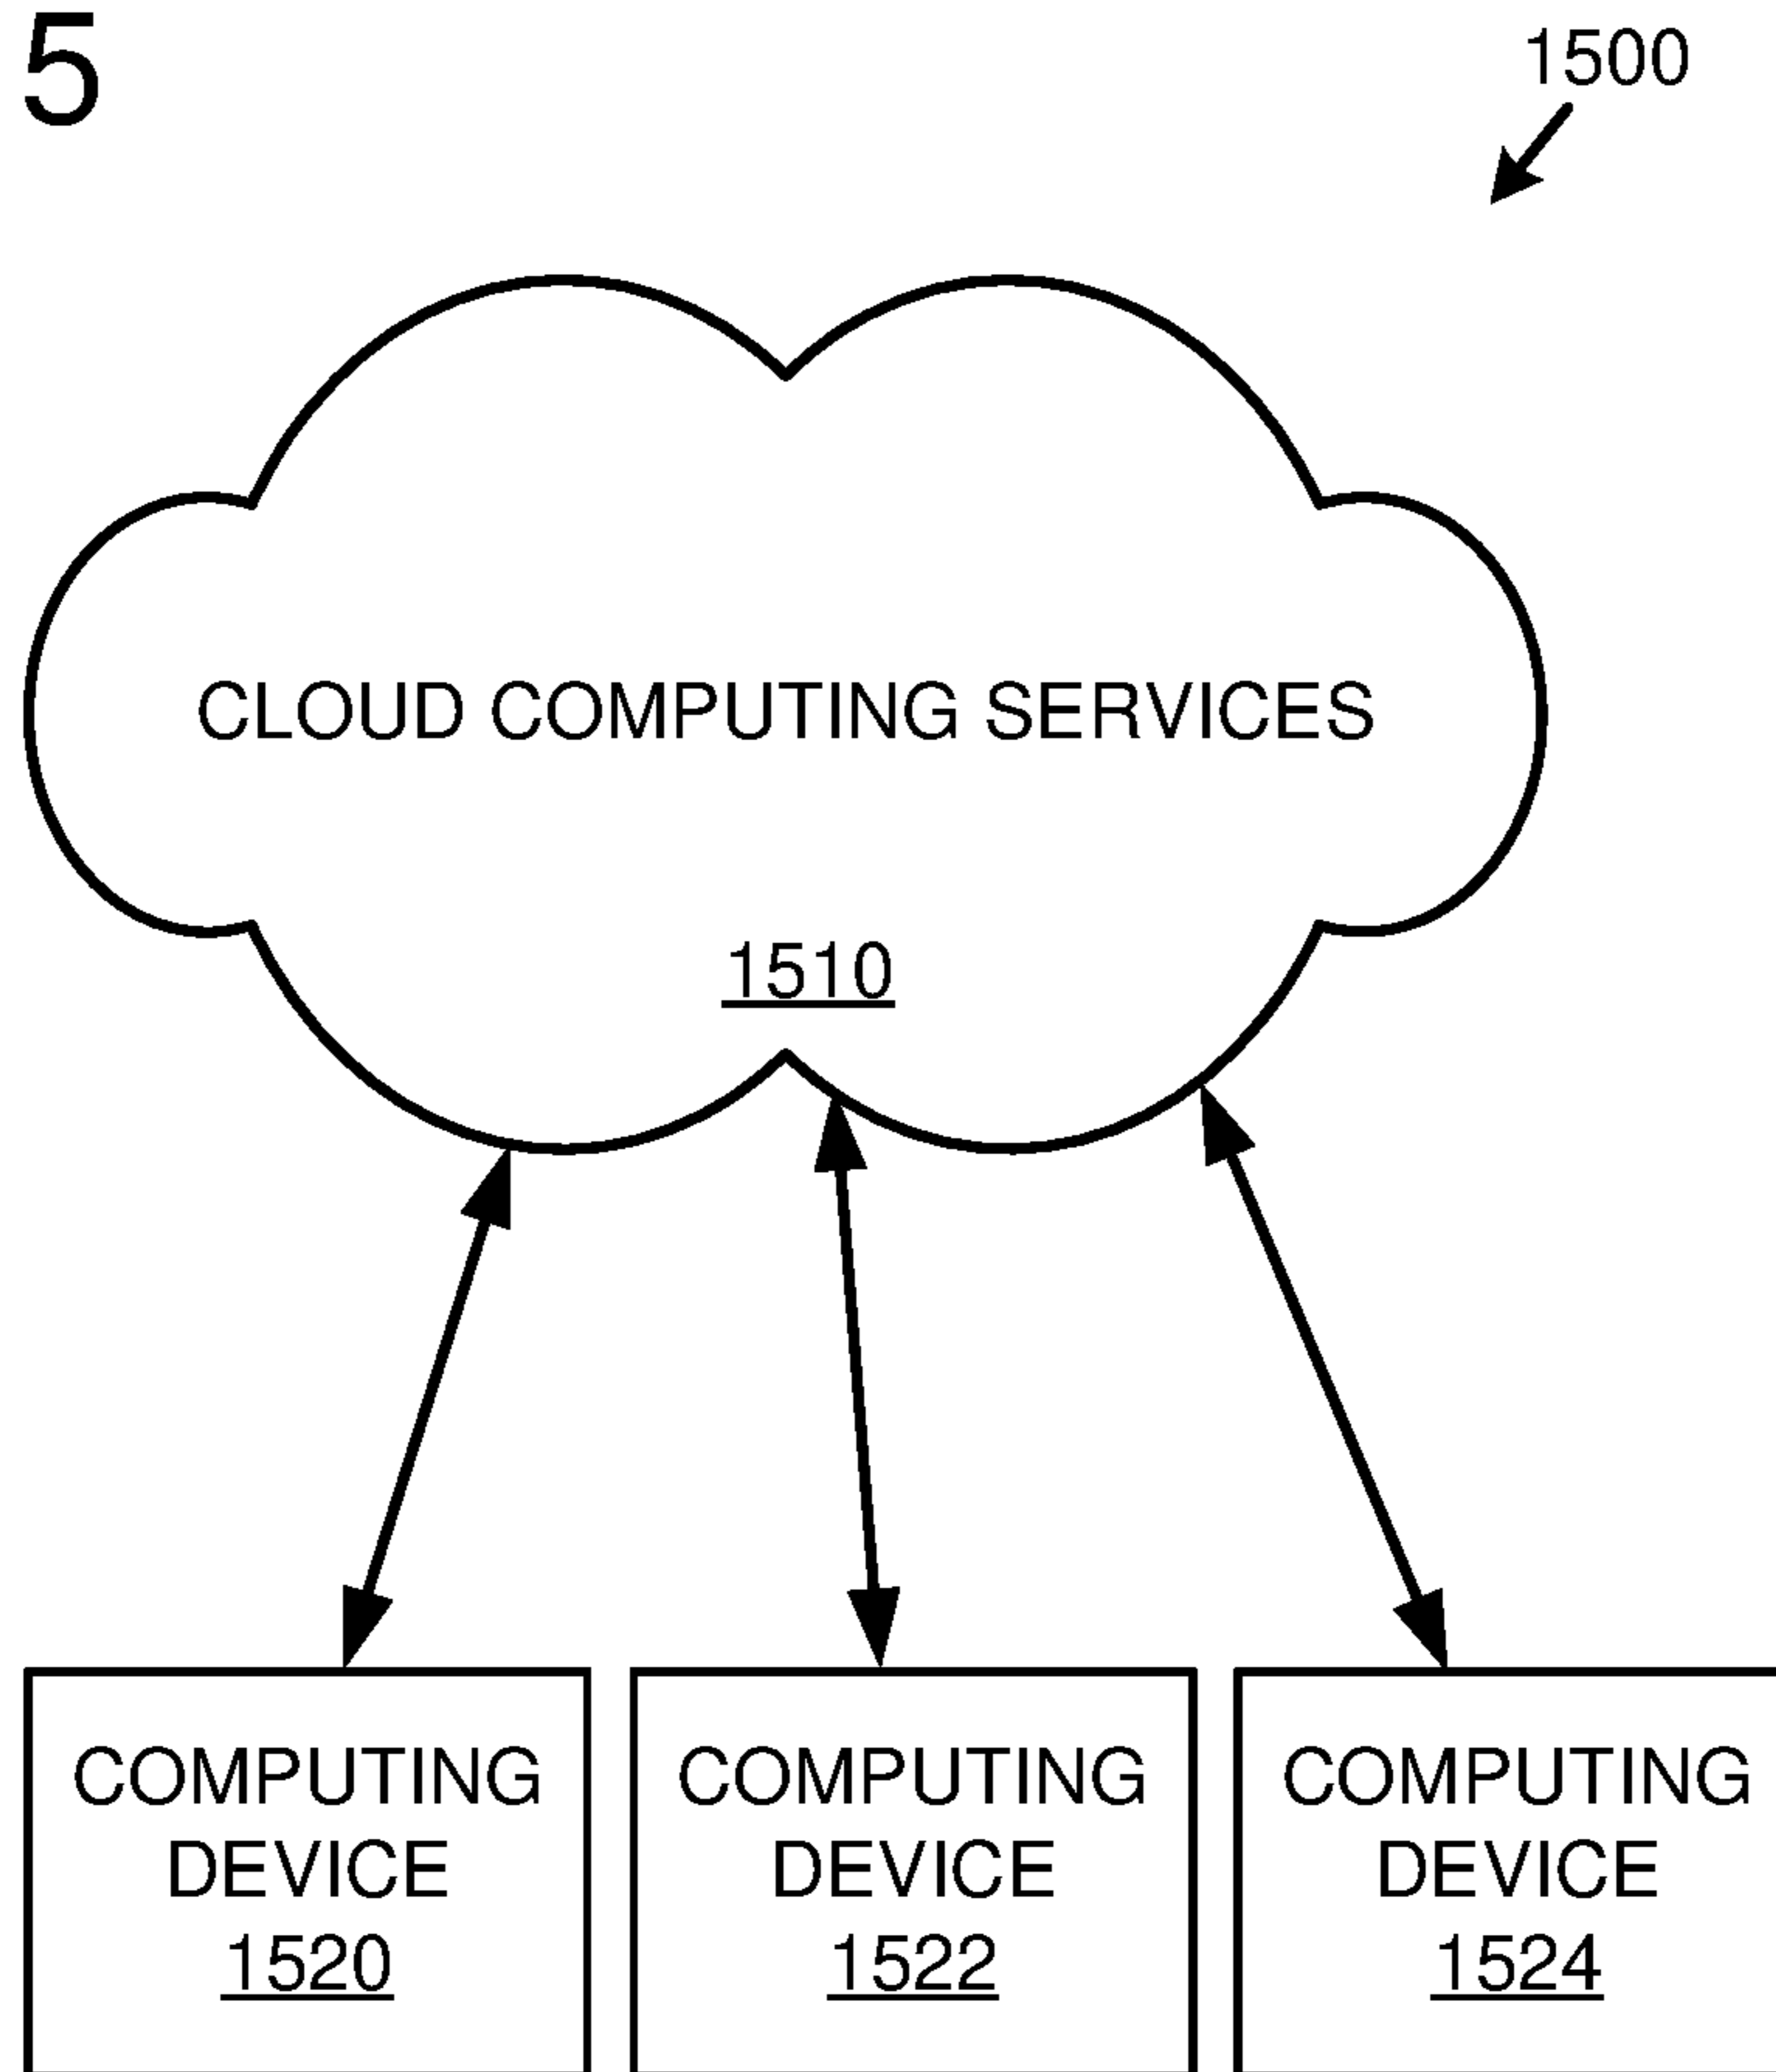 5
1500
CLOUD COMPUTING SERVICES
1510
COMPUTING
DEVICE
1520
COMPUTING
DEVICE
1522
COMPUTING
DEVICE
1524